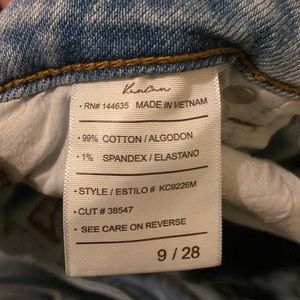 KanCan
• RN# 144635 MADE IN VIETNAM
• 99% COTTON / ALGODON
• 1% SPANDEX / ELASTANO
• STYLE / ESTILO # KC9226M
• CUT # 38547
• SEE CARE ON REVERSE
9 / 28